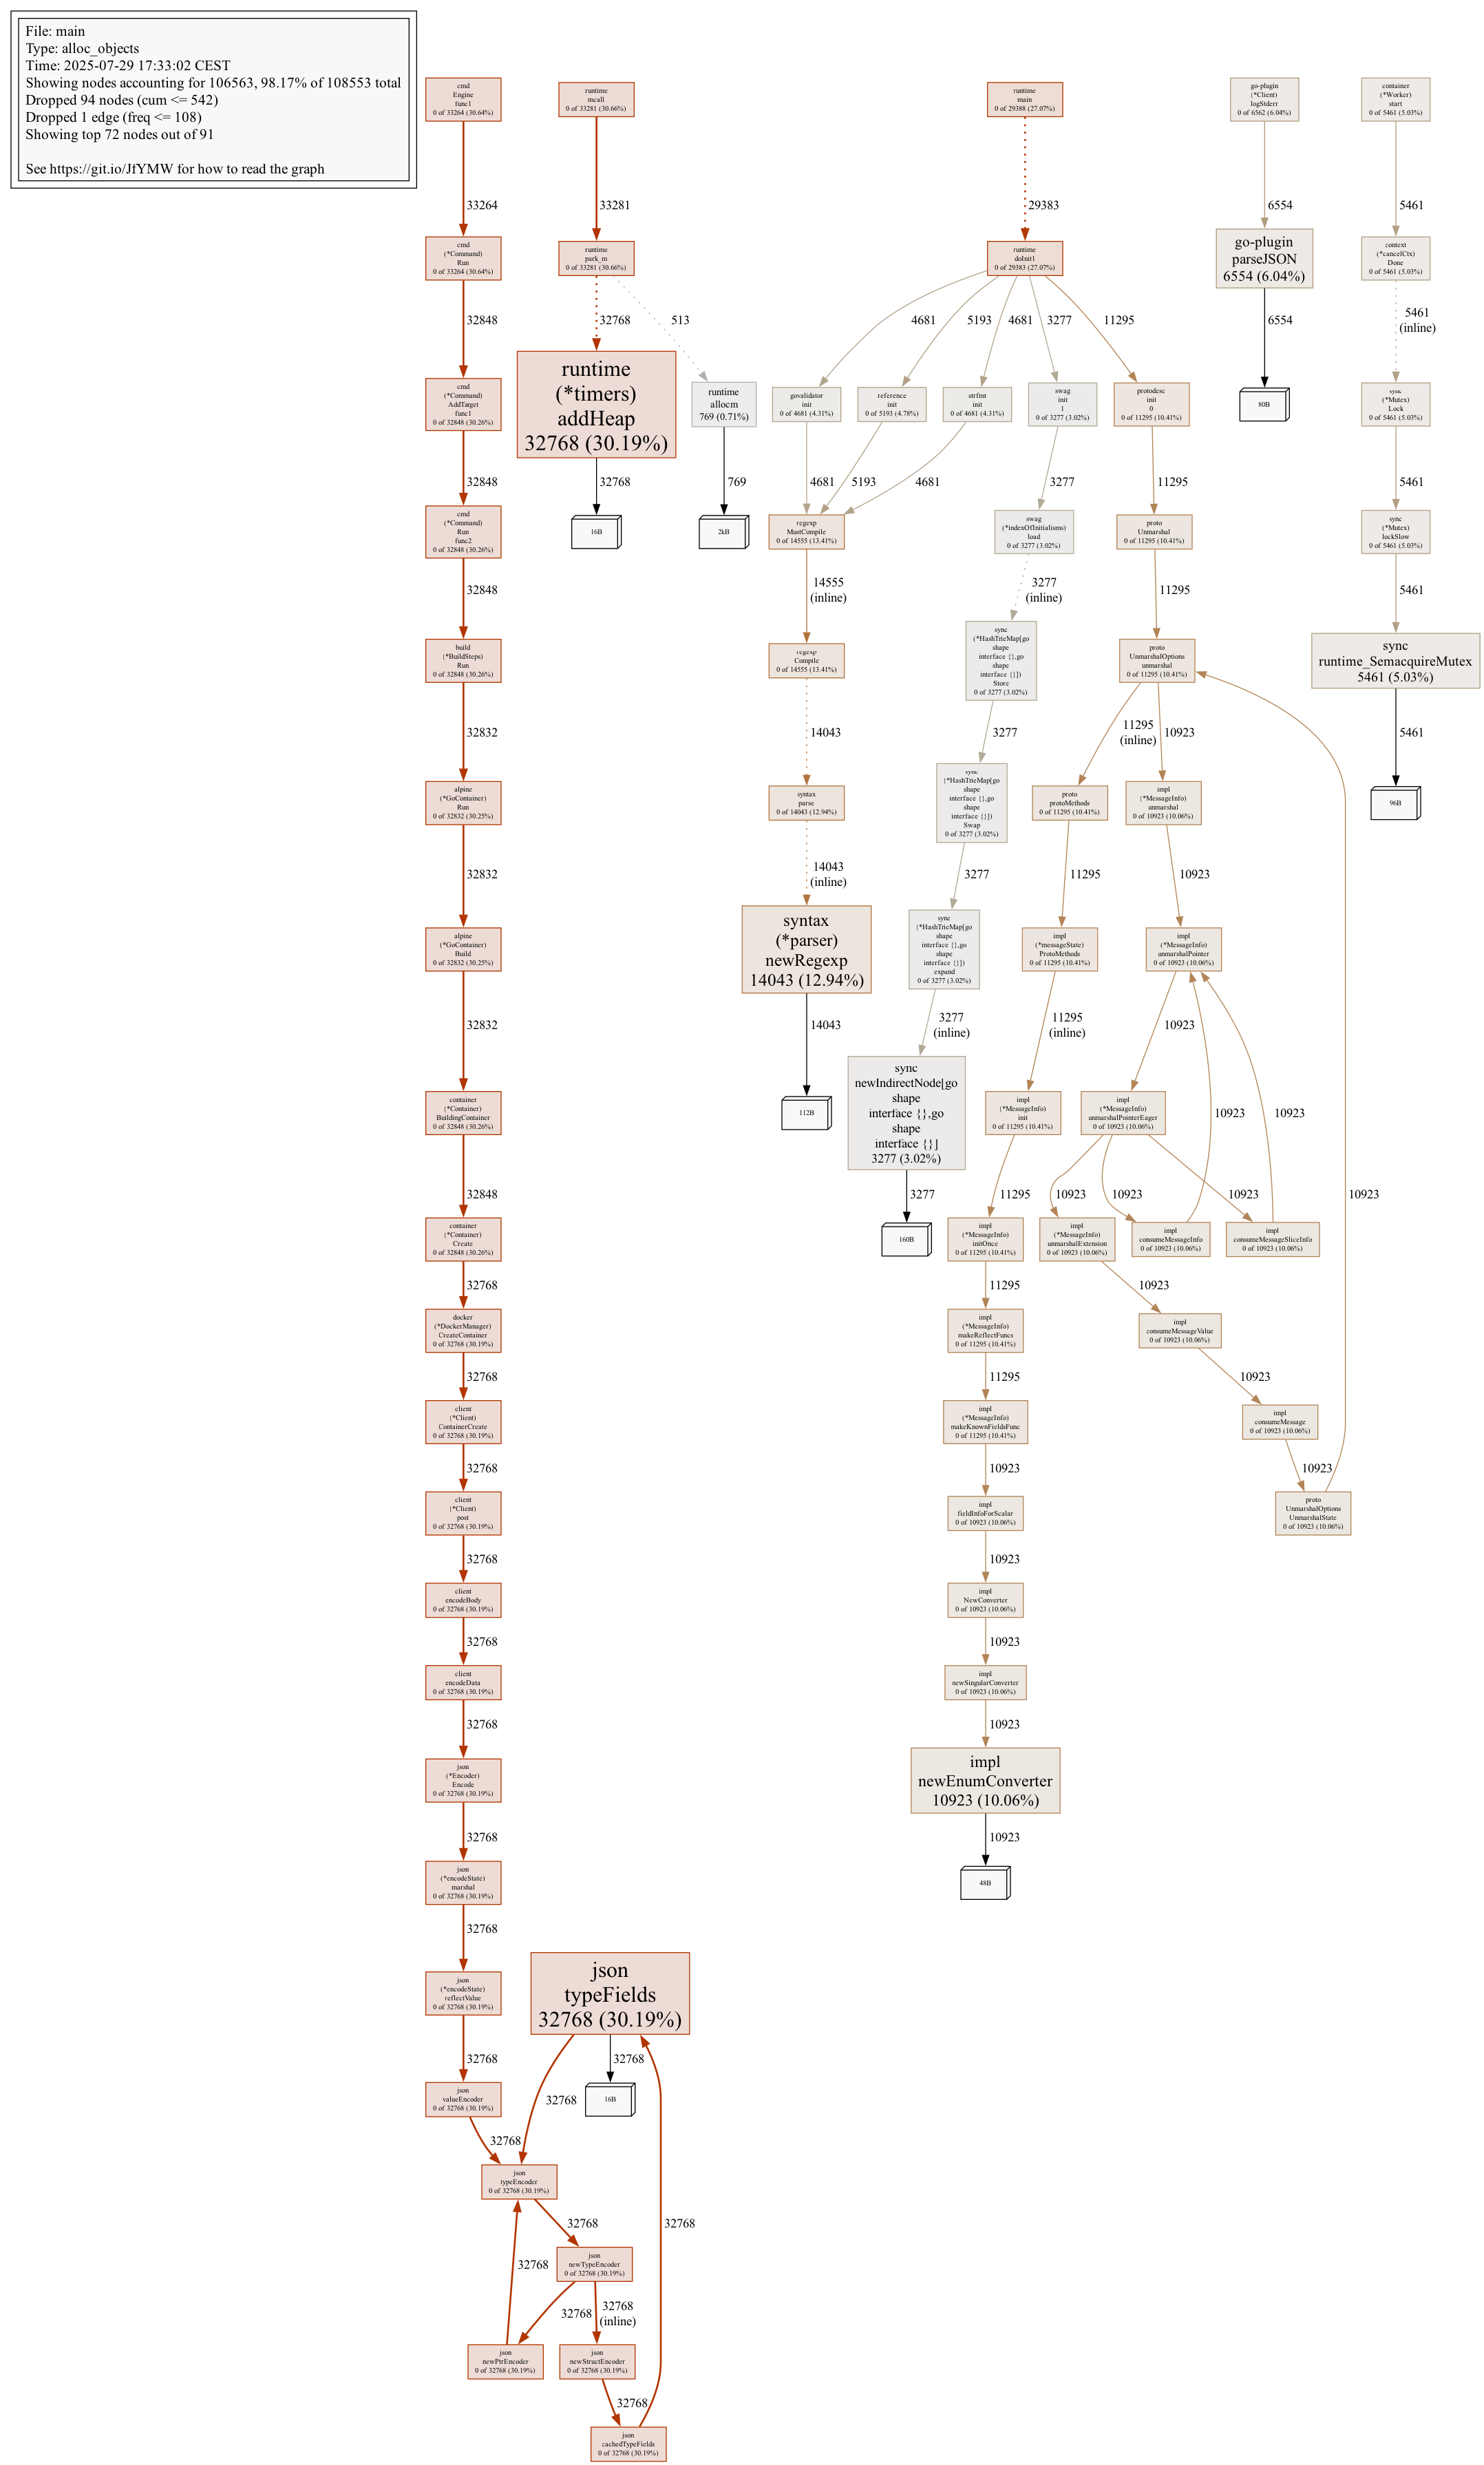 File: main
Type: alloc_objects
Time: 2025-07-29 17:33:02 CEST
Showing nodes accounting for 106563, 98.17% of 108553 total
Dropped 94 nodes (cum <= 542)
Dropped 1 edge (freq <= 108)
Showing top 72 nodes out of 91
See https://git.io/JfYMW for how to read the graph
cmd
Engine
func1
0 of 33264 (30.64%)
33264
cmd
(*Command)
Run
0 of 33264 (30.64%)
32848
cmd
(*Command)
AddTarget
func1
0 of 32848 (30.26%)
32848
cmd
(*Command)
Run
func2
0 of 32848 (30.26%)
32848
build
(*BuildSteps)
Run
0 of 32848 (30.26%)
32832
alpine
(*GoContainer)
Run
0 of 32832 (30.25%)
32832
alpine
(*GoContainer)
Build
0 of 32832 (30.25%)
32832
container
(*Container)
BuildingContainer
0 of 32848 (30.26%)
32848
container
(*Container)
Create
0 of 32848 (30.26%)
32768
docker
(*DockerManager)
CreateContainer
0 of 32768 (30.19%)
32768
client
(*Client)
ContainerCreate
0 of 32768 (30.19%)
32768
client
(*Client)
post
0 of 32768 (30.19%)
32768
client
encodeBody
0 of 32768 (30.19%)
32768
client
encodeData
0 of 32768 (30.19%)
32768
json
(*Encoder)
Encode
0 of 32768 (30.19%)
32768
json
(*encodeState)
marshal
0 of 32768 (30.19%)
32768
json
(*encodeState)
reflectValue
0 of 32768 (30.19%)
32768
json
valueEncoder
0 of 32768 (30.19%)
32768
json
typeFields
32768 (30.19%)
32768
16B
32768
json
typeEncoder
0 of 32768 (30.19%)
32768
json
newTypeEncoder
0 of 32768 (30.19%)
32768
32768
32768
(inline)
json
newPtrEncoder
0 of 32768 (30.19%)
json
newStructEncoder
0 of 32768 (30.19%)
32768
json
cachedTypeFields
0 of 32768 (30.19%)
32768
runtime
mcall
0 of 33281 (30.66%)
33281
runtime
park_m
0 of 33281 (30.66%)
32768
513
runtime
(*timers)
addHeap
32768 (30.19%)
32768
16B
runtime
allocm
769 (0.71%)
769
2kB
runtime
main
0 of 29388 (27.07%)
29383
runtime
doInit1
0 of 29383 (27.07%)
4681
5193
4681
3277
11295
govalidator
init
0 of 4681 (4.31%)
reference
init
0 of 5193 (4.78%)
strfmt
init
0 of 4681 (4.31%)
swag
init
1
0 of 3277 (3.02%)
protodesc
init
0
0 of 11295 (10.41%)
4681
5193
4681
3277
11295
regexp
MustCompile
0 of 14555 (13.41%)
14555
(inline)
regexp
Compile
0 of 14555 (13.41%)
14043
syntax
parse
0 of 14043 (12.94%)
14043
(inline)
syntax
(*parser)
newRegexp
14043 (12.94%)
14043
112B
swag
(*indexOfInitialisms)
load
0 of 3277 (3.02%)
3277
(inline)
sync
(*HashTrieMap[go
shape
interface {},go
shape
interface {}])
Store
0 of 3277 (3.02%)
3277
sync
(*HashTrieMap[go
shape
interface {},go
shape
interface {}])
Swap
0 of 3277 (3.02%)
3277
sync
(*HashTrieMap[go
shape
interface {},go
shape
interface {}])
expand
0 of 3277 (3.02%)
3277
(inline)
sync
newIndirectNode[go
shape
interface {},go
shape
interface {}]
3277 (3.02%)
3277
160B
proto
Unmarshal
0 of 11295 (10.41%)
11295
proto
UnmarshalOptions
unmarshal
0 of 11295 (10.41%)
11295
(inline)
10923
proto
protoMethods
0 of 11295 (10.41%)
11295
impl
(*messageState)
ProtoMethods
0 of 11295 (10.41%)
11295
(inline)
impl
(*MessageInfo)
init
0 of 11295 (10.41%)
11295
impl
(*MessageInfo)
initOnce
0 of 11295 (10.41%)
11295
impl
(*MessageInfo)
makeReflectFuncs
0 of 11295 (10.41%)
11295
impl
(*MessageInfo)
makeKnownFieldsFunc
0 of 11295 (10.41%)
10923
impl
fieldInfoForScalar
0 of 10923 (10.06%)
10923
impl
NewConverter
0 of 10923 (10.06%)
10923
impl
newSingularConverter
0 of 10923 (10.06%)
10923
impl
newEnumConverter
10923 (10.06%)
10923
48B
impl
(*MessageInfo)
unmarshal
0 of 10923 (10.06%)
10923
impl
(*MessageInfo)
unmarshalPointer
0 of 10923 (10.06%)
10923
impl
(*MessageInfo)
unmarshalPointerEager
0 of 10923 (10.06%)
10923
10923
10923
10923
10923
impl
(*MessageInfo)
unmarshalExtension
0 of 10923 (10.06%)
impl
consumeMessageInfo
0 of 10923 (10.06%)
impl
consumeMessageSliceInfo
0 of 10923 (10.06%)
10923
impl
consumeMessageValue
0 of 10923 (10.06%)
10923
impl
consumeMessage
0 of 10923 (10.06%)
10923
proto
UnmarshalOptions
UnmarshalState
0 of 10923 (10.06%)
10923
go-plugin
(*Client)
logStderr
0 of 6562 (6.04%)
6554
go-plugin
parseJSON
6554 (6.04%)
6554
80B
container
(*Worker)
start
0 of 5461 (5.03%)
5461
context
(*cancelCtx)
Done
0 of 5461 (5.03%)
5461
(inline)
sync
(*Mutex)
Lock
0 of 5461 (5.03%)
5461
sync
(*Mutex)
lockSlow
0 of 5461 (5.03%)
5461
sync
runtime_SemacquireMutex
5461 (5.03%)
5461
96B